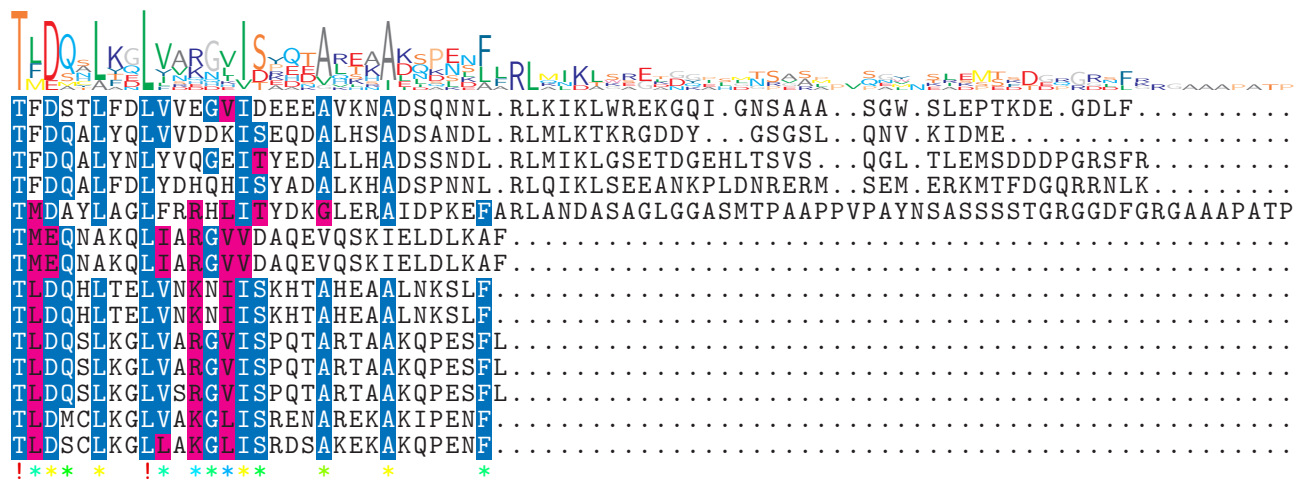 TFDSTLFDLVVEGVIDEEEAVKNADSQNNL.RLKIKLWREKGQI.GNSAAA..SGW.SLEPTKDE.GDLF..........
TFDQALYQLVVDDKISEQDALHSADSANDL.RLMLKTKRGDDY...GSGSL..QNV.KIDME..................
TFDQALYNLYVQGEITYEDALLHADSSNDL.RLMIKLGSETDGEHLTSVS...QGL.TLEMSDDDPGRSFR.........
TFDQALFDLYDHQHISYADALKHADSPNNL.RLQIKLSEEANKPLDNRERM..SEM.ERKMTFDGQRRNLK.........
TMDAYLAGLFRRHLITYDKGLERAIDPKEFARLANDASAGLGGASMTPAAPPVPAYNSASSSSTGRGGDFGRGAAAPATP
TMEQNAKQLIARGVVDAQEVQSKIELDLKAF.................................................
TMEQNAKQLIARGVVDAQEVQSKIELDLKAF.................................................
TLDQHLTELVNKNIISKHTAHEAALNKSLF..................................................
TLDQHLTELVNKNIISKHTAHEAALNKSLF..................................................
TLDQSLKGLVARGVISPQTARTAAKQPESFL.................................................
TLDQSLKGLVARGVISPQTARTAAKQPESFL.................................................
TLDQSLKGLVSRGVISPQTARTAAKQPESFL.................................................
TLDMCLKGLVAKGLISRENAREKAKIPENF..................................................
TLDSCLKGLLAKGLISRDSAKEKAKQPENF..................................................
!*** * !* *****   *   *     *